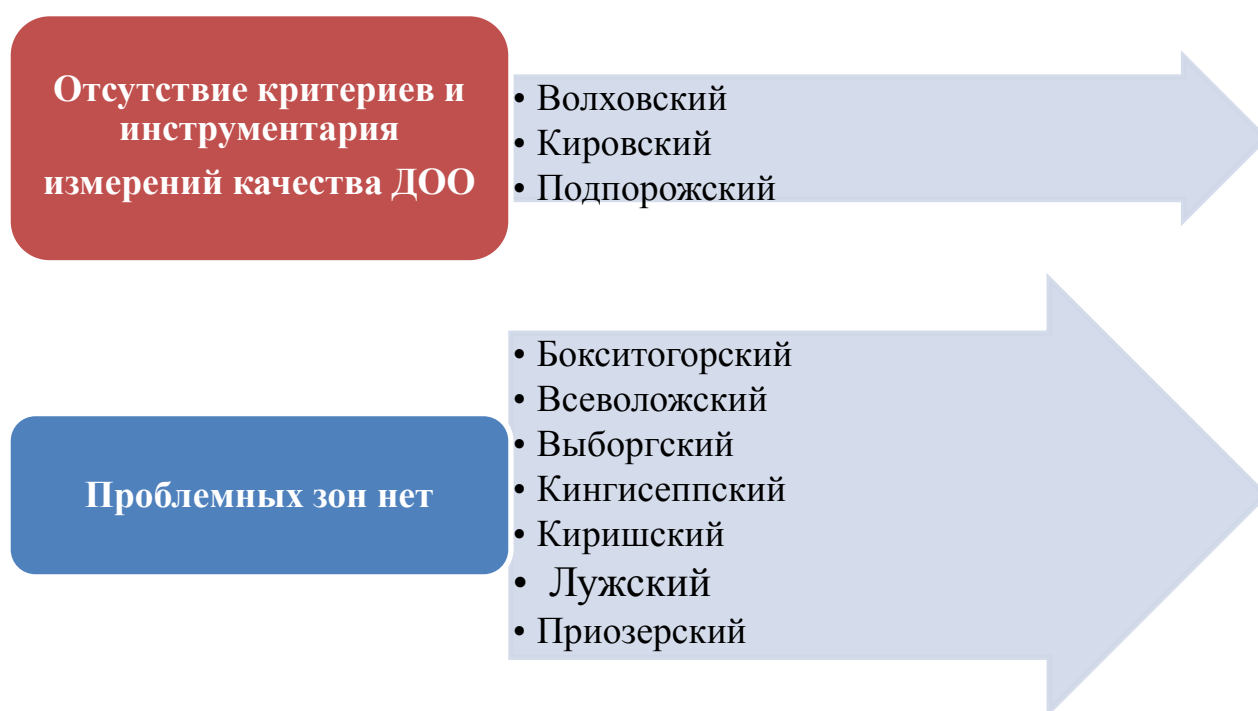 Отсутствие критериев и
инструментария
измерений качества ДОО
• Волховский
• Кировский
• Подпорожский
Проблемных зон нет
• Бокситогорский
• Всеволожский
• Выборгский
• Кингисеппский
• Киришский
• Лужский
• Приозерский